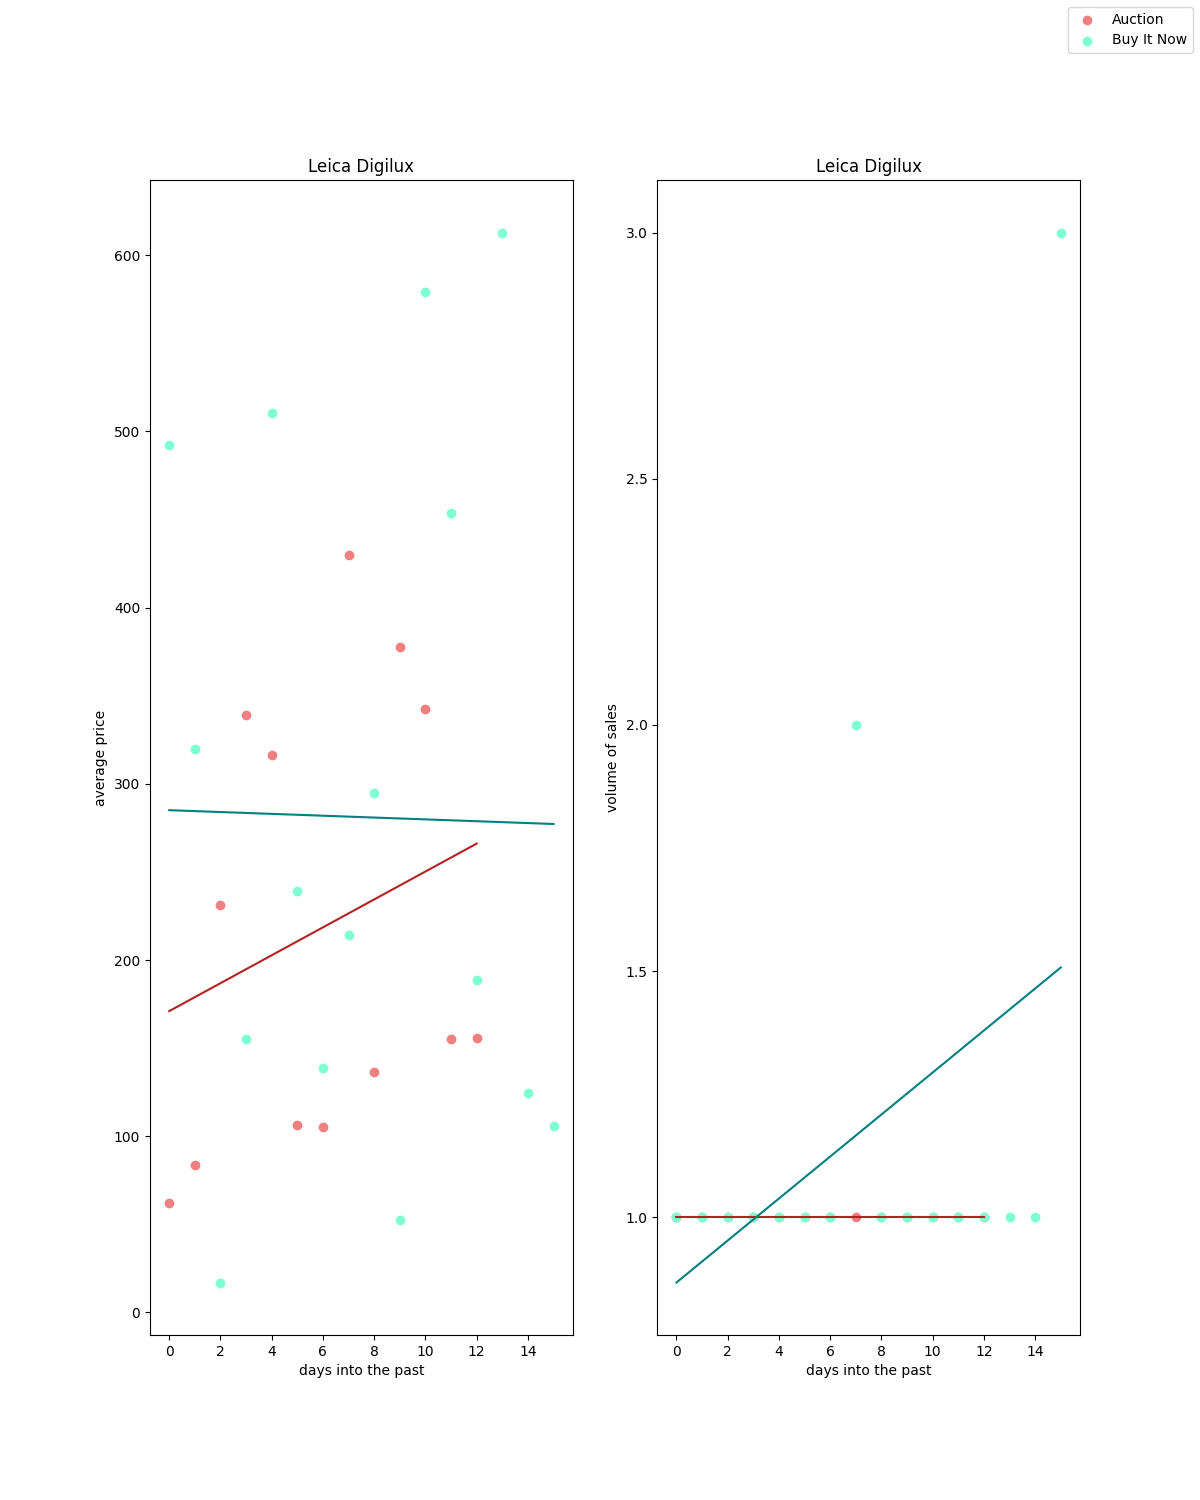 Auction
Buy It Now
Leica Digilux
600
500
400
300
200
100
0
average price
0 2 4 6 8 10 12 14
days into the past
Leica Digilux
3.0
2.5
2.0
1.5
1.0
volume of sales
0 2 4 6 8 10 12 14
days into the past